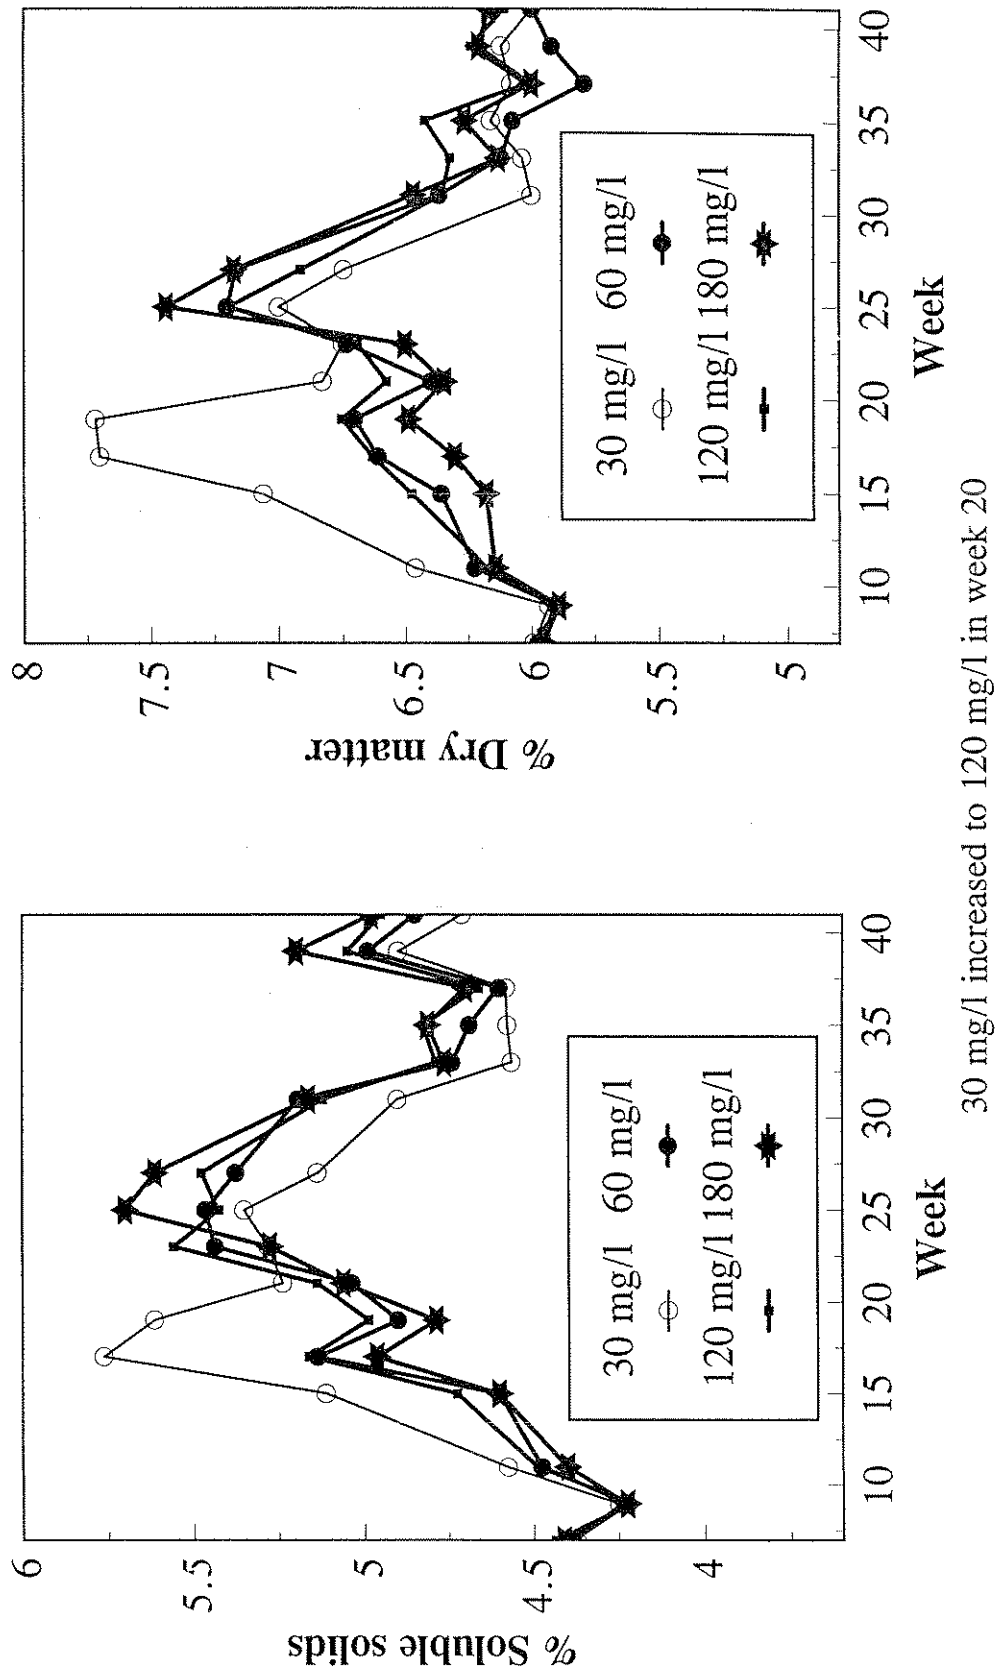 % Soluble solids
6
5.5
5
4.5
4
10 15 20 25 30 35 40
Week
30 mg/l 60 mg/l
120 mg/l 180 mg/l
% Dry matter
8
7.5
7
6.5
6
5.5
5
10 15 20 25 30 35 40
Week
30 mg/l 60 mg/l
120 mg/l 180 mg/l
30 mg/l increased to 120 mg/l in week 20